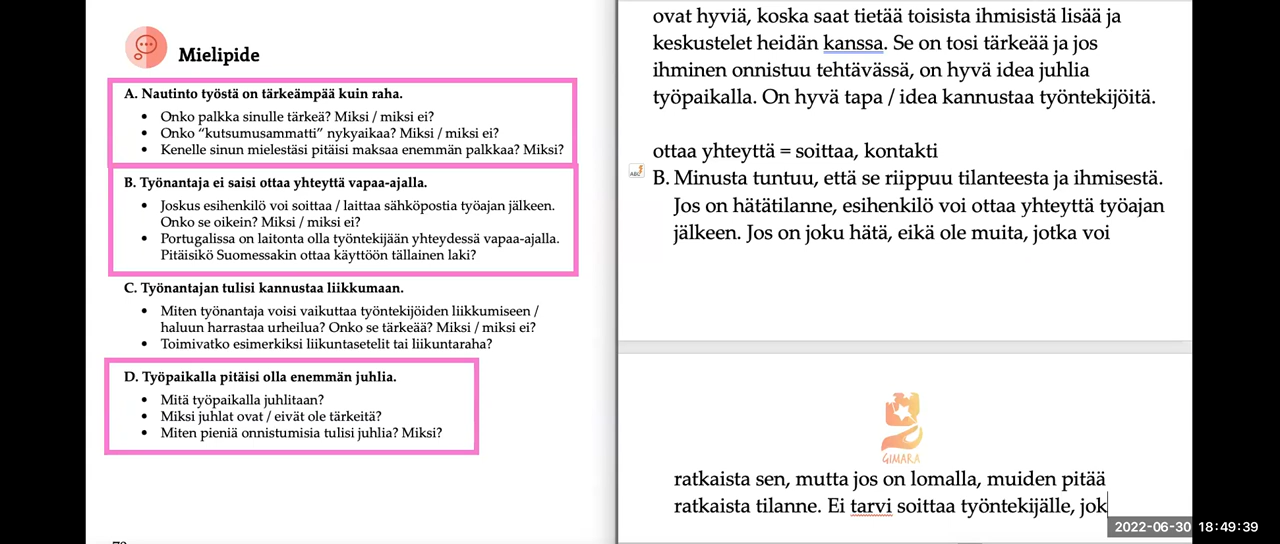 Mielipide
A. Nautinto työstä on tärkeämpää kuin raha.
• Onko palkka sinulle tärkeä? Miksi / miksi ei?
• Onko “kutsumusammatti” nykyaikaa? Miksi / miksi ei?
• Kenelle sinun mielestäsi pitäisi maksaa enemmän palkkaa? Miksi?
B. Työnantaja ei saisi ottaa yhteyttä vapaa-ajalla.
• Joskus esihenkilö voi soittaa / laittaa sähköpostia työajan jälkeen.
Onko se oikein? Miksi / miksi ei?
• Portugalissa on laitonta olla työntekijään yhteydessä vapaa-ajalla.
Pitäisikö Suomessakin ottaa käyttöön tällainen laki?
C. Työnantajan tulisi kannustaa liikkumaan.
• Miten työnantaja voisi vaikuttaa työntekijöiden liikkumiseen /
haluun harrastaa urheilua? Onko se tärkeää? Miksi / miksi ei?
• Toimivatko esimerkiksi liikuntasetelit tai liikuntaraha?
D. Työpaikalla pitäisi olla enemmän juhlia.
• Mitä työpaikalla juhlitaan?
• Miksi juhlat ovat / eivät ole tärkeitä?
• Miten pieniä onnistumisia tulisi juhlia? Miksi?
ovat hyviä, koska saat tietää toisista ihmisistä lisää ja
keskustelet heidän kanssa. Se on tosi tärkeää ja jos
ihminen onnistuu tehtävässä, on hyvä idea juhlia
työpaikalla. On hyvä tapa / idea kannustaa työntekijöitä.
ottaa yhteyttä = soittaa, kontakti
B. Minusta tuntuu, että se riippuu tilanteesta ja ihmisestä.
Jos on hätätilanne, esihenkilö voi ottaa yhteyttä työajan
jälkeen. Jos on joku hätä, eikä ole muita, jotka voi
GIMARA
ratkaista sen, mutta jos on lomalla, muiden pitää
ratkaista tilanne. Ei tarvi soittaa työntekijälle, jok
2022-06-30 18:49:39